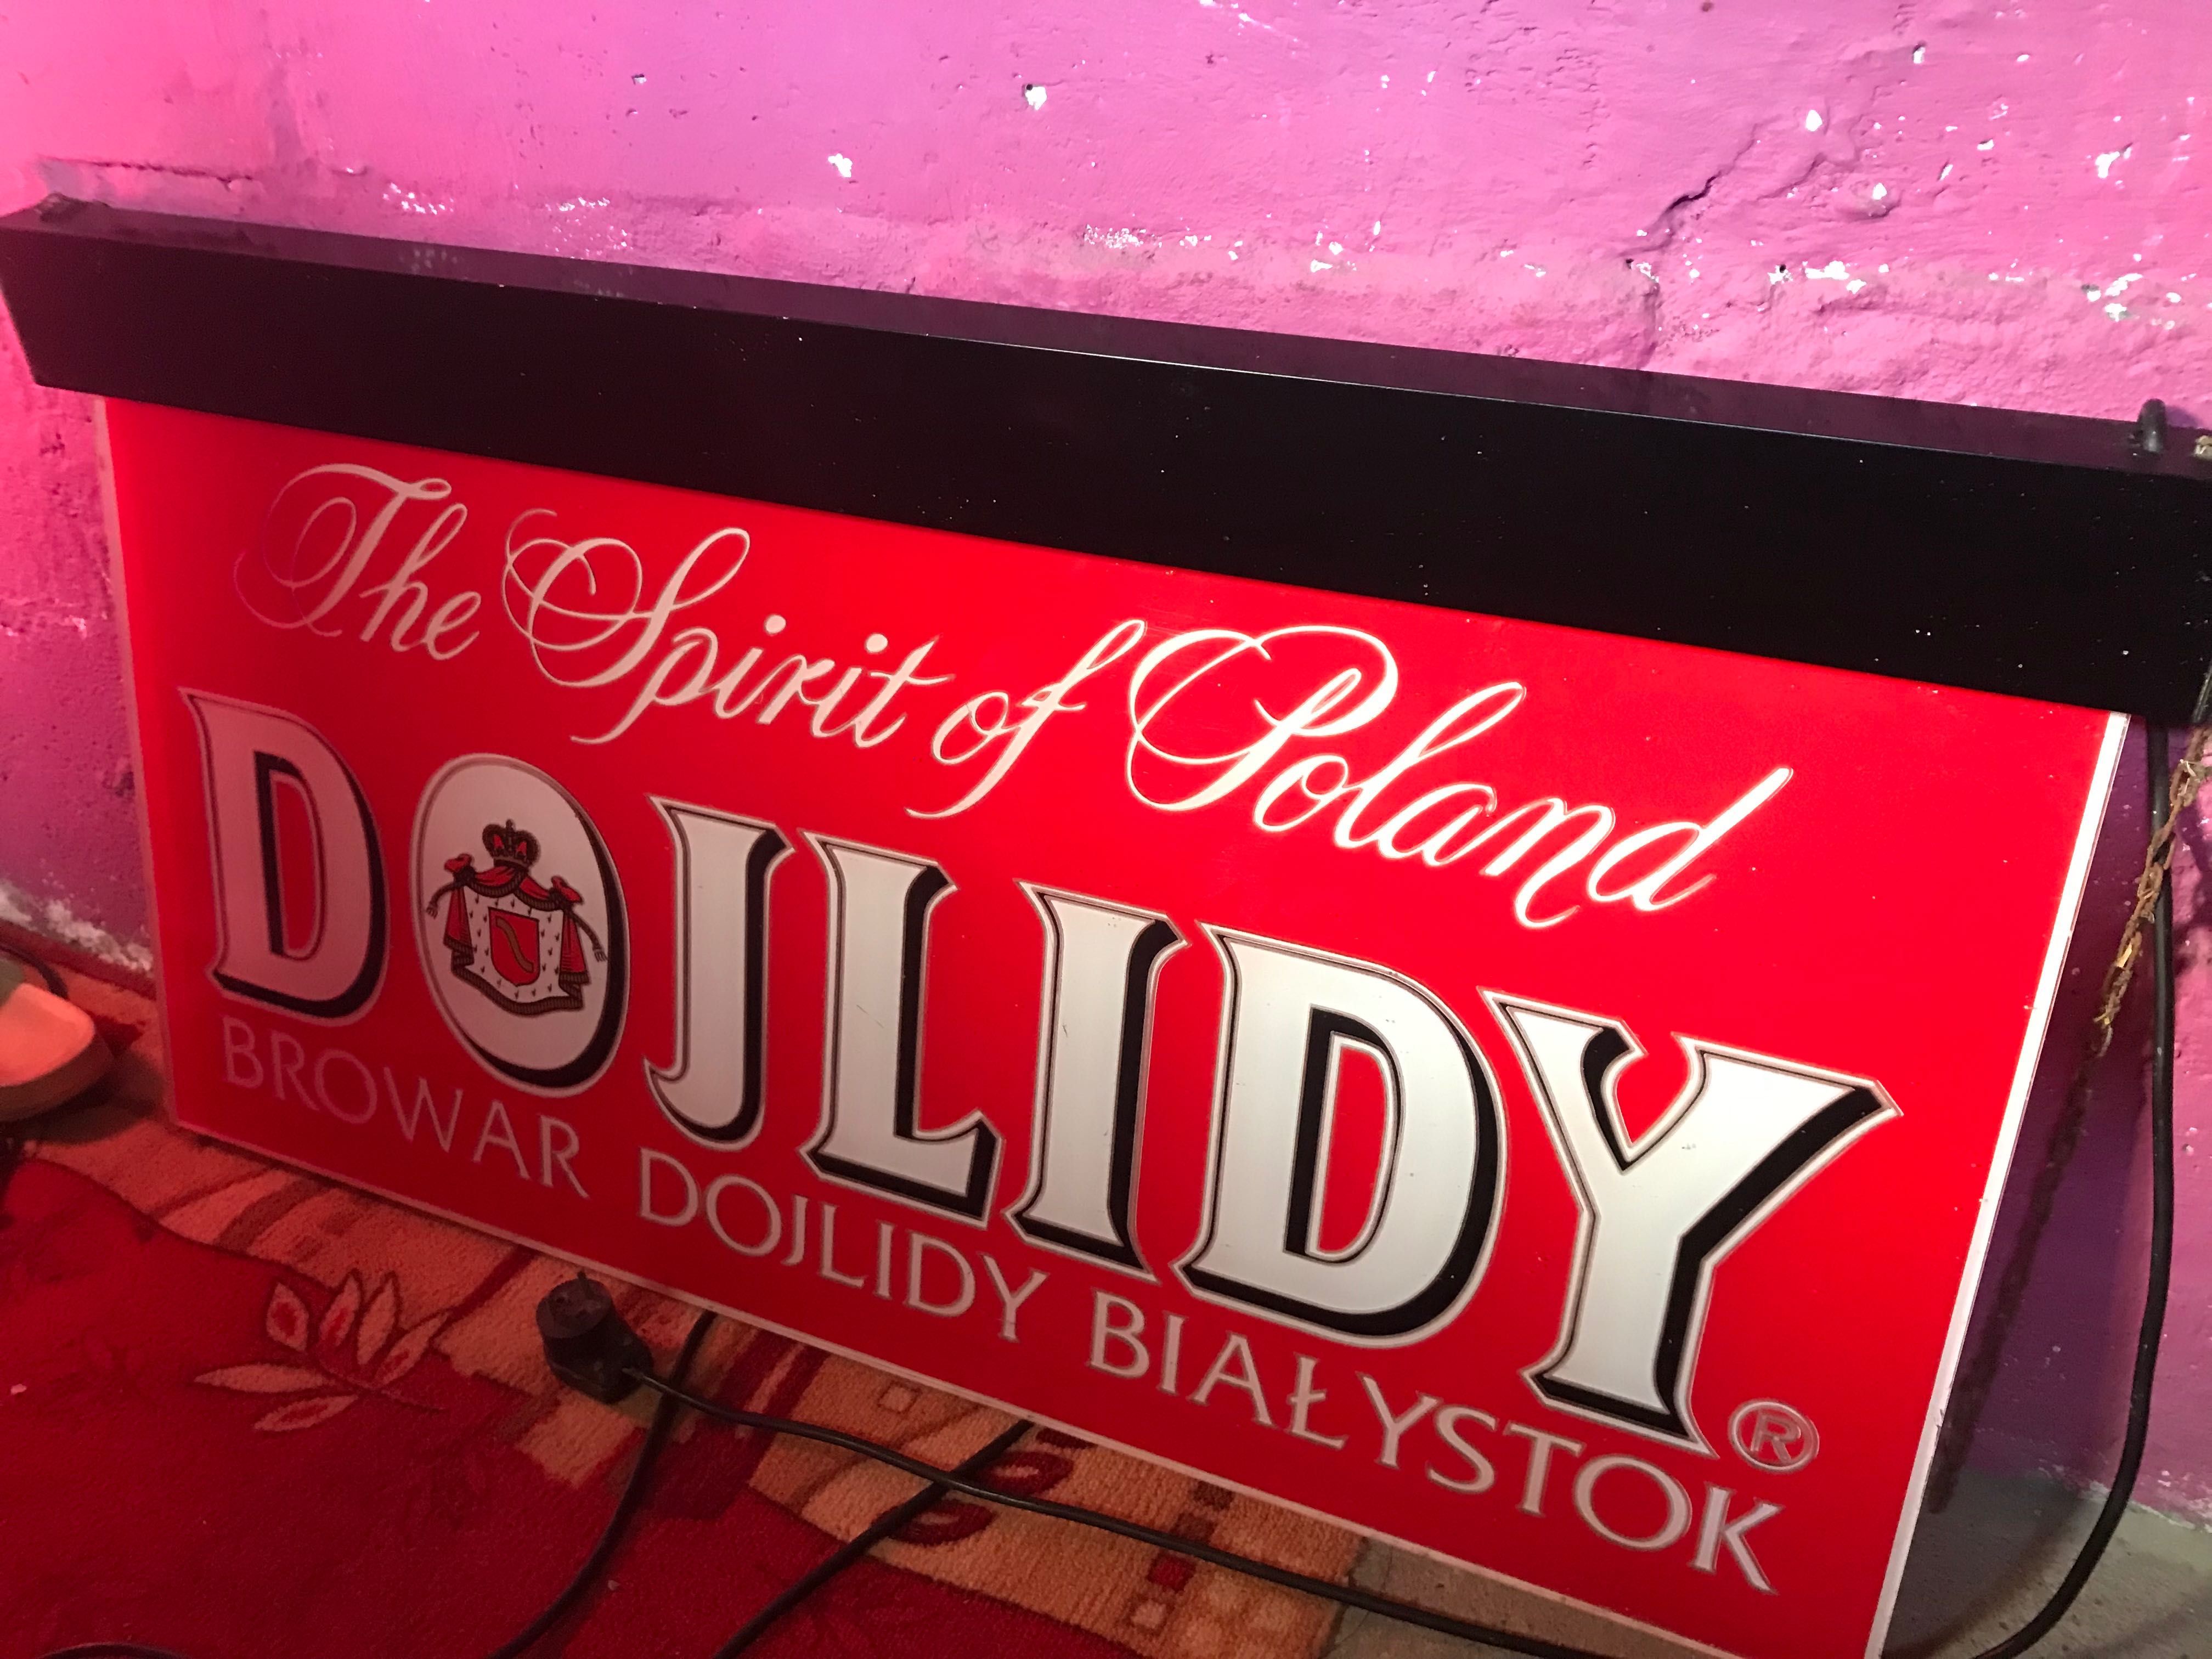 The Spirit of Poland
DOJLIDY ®
BROWAR DOJLIDY BIAŁYSTOK